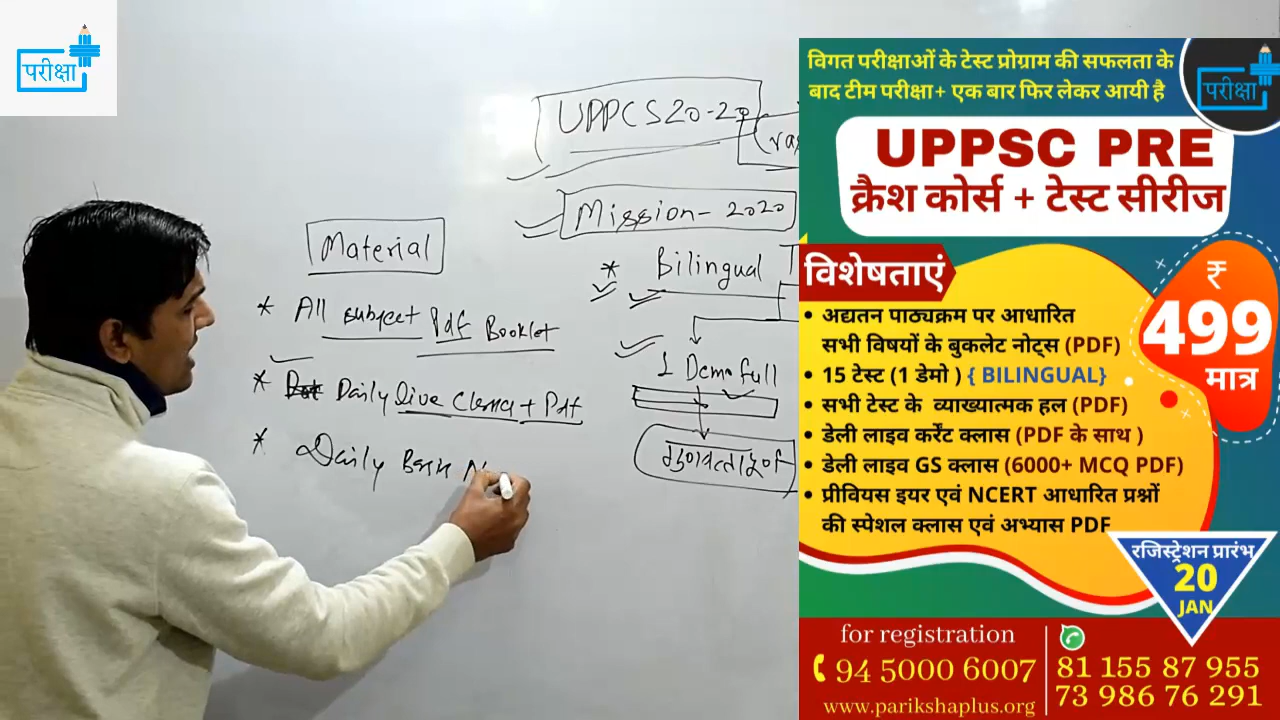 परीक्षा
UPPCS 20-20
Mission - 2020
Material
* Bilingual
* All subject Pdf Booklet
1 Demo full
* Daily live Classes + Pdf
* Daily
गुणवत्तापूर्ण
विगत परीक्षाओं के टेस्ट प्रोग्राम की सफलता के
बाद टीम परीक्षा+ एक बार फिर लेकर आयी है
परीक्षा
UPPSC PRE
क्रैश कोर्स + टेस्ट सीरीज
विशेषताएं
₹
499
मात्र
• अद्यतन पाठ्यक्रम पर आधारित
सभी विषयों के बुकलेट नोट्स (PDF)
• 15 टेस्ट (1 डेमो ) { BILINGUAL}
• सभी टेस्ट के व्याख्यात्मक हल (PDF)
• डेली लाइव करेंट क्लास (PDF के साथ )
• डेली लाइव GS क्लास (6000+ MCQ PDF)
• प्रीवियस इयर एवं NCERT आधारित प्रश्नों
की स्पेशल क्लास एवं अभ्यास PDF
रजिस्ट्रेशन प्रारंभ
20
JAN
for registration
94 5000 6007
www.parikshaplus.org
81 155 87 955
73 986 76 291